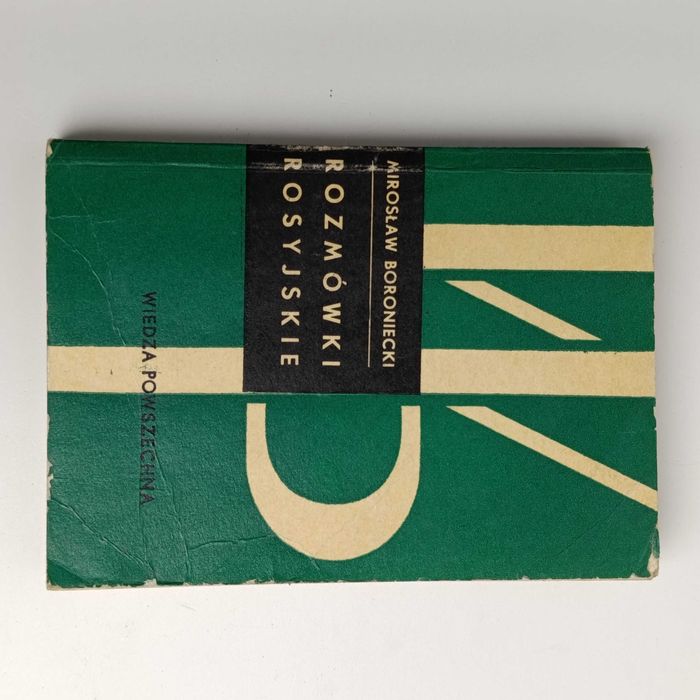 MIROSŁAW BORONIECKI
ROZMÓWKI
ROSYJSKIE
WIEDZA POWSZECHNA